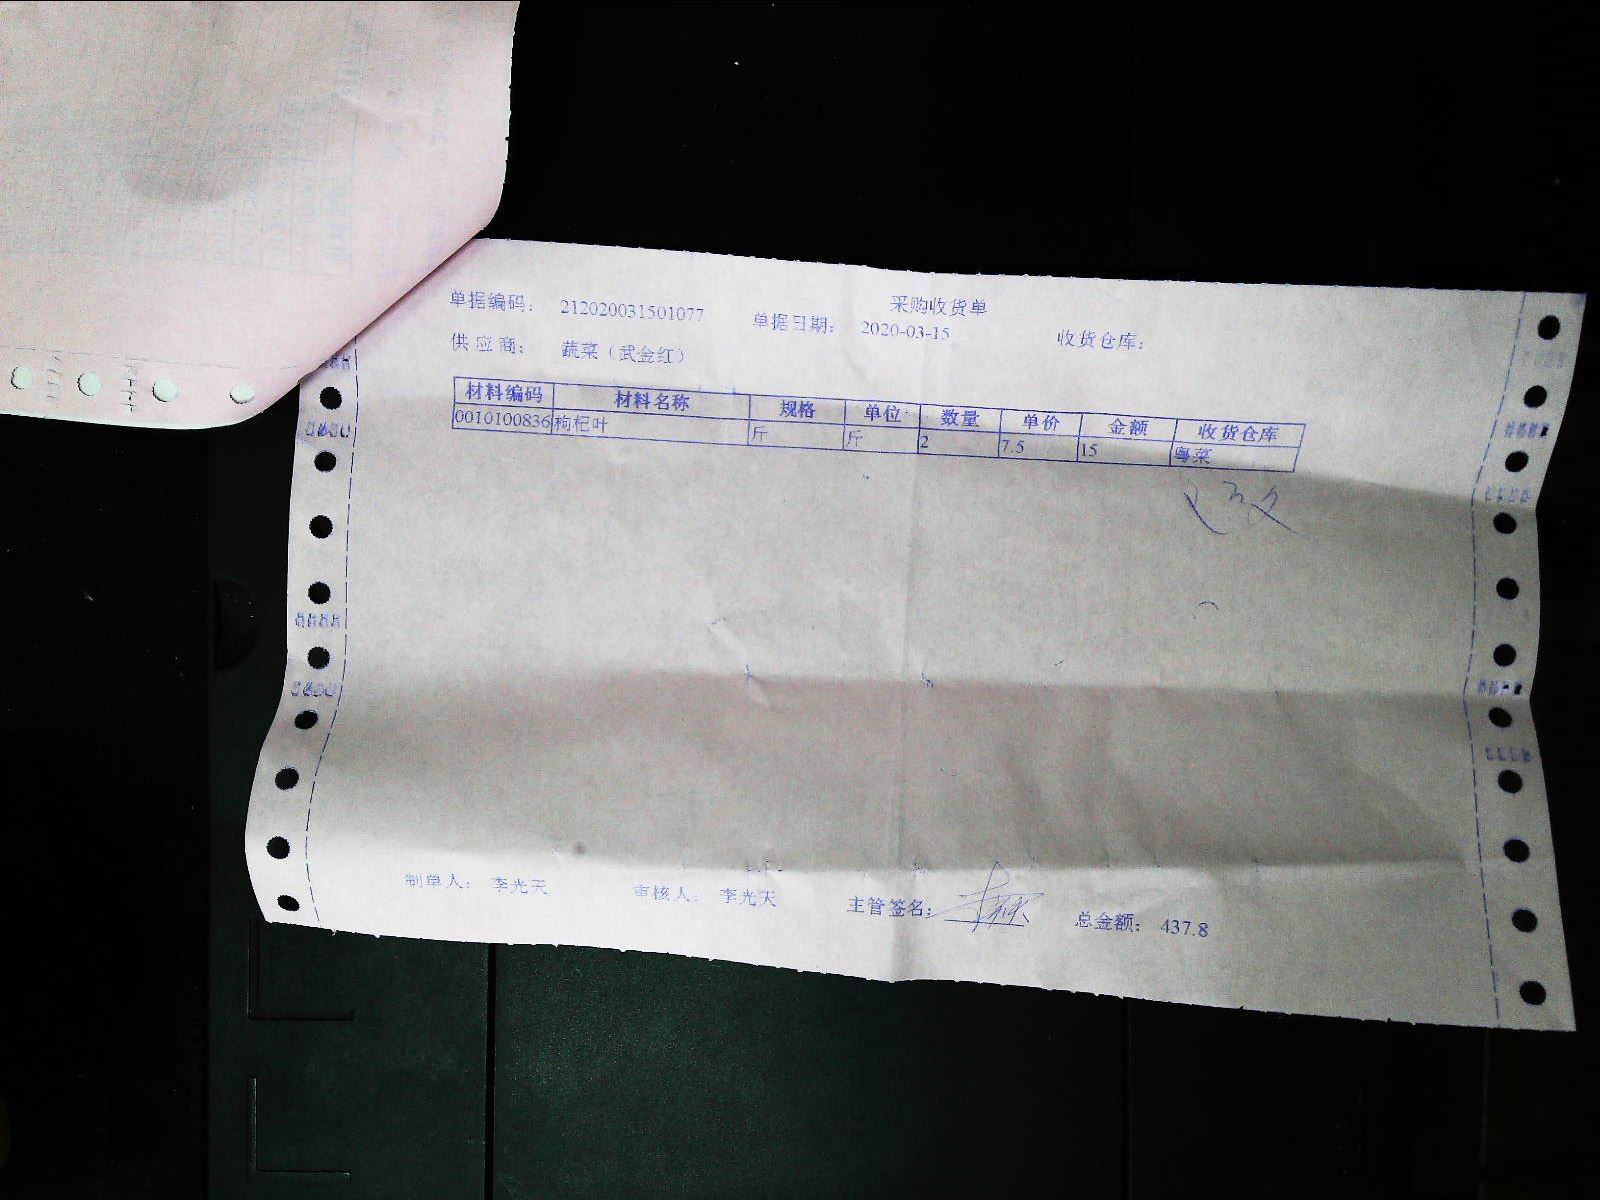 采购收货单
单据编码： 212020031501077 单据日期： 2020-03-15 收货仓库：
供应商： 蔬菜（武金红）
材料编码 材料名称 规格 单位 数量 单价 金额 收货仓库
0010100836 枸杞叶 斤 斤 2 7.5 15 粤菜
制单人： 李光天 审核人： 李光天 主管签名： 总金额： 437.8